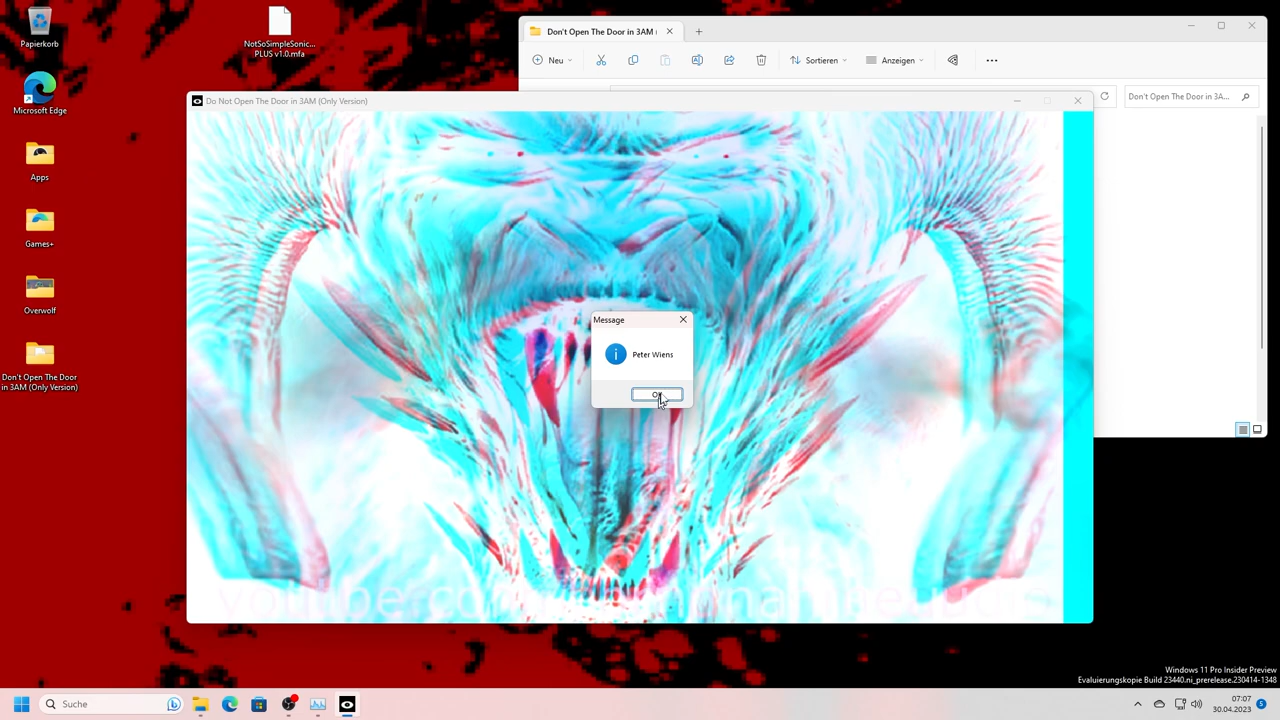 Papierkorb
NotSoSimpleSonic...
PLUS v1.0.mfa
Microsoft Edge
Apps
Games+
Overwolf
Don't Open The Door
in 3AM (Only Version)
Don't Open The Door in 3AM (
Neu
Sortieren
Anzeigen
Don't Open The Door in 3A...
Do Not Open The Door in 3AM (Only Version)
Message
Peter Wiens
Windows 11 Pro Insider Preview
Evaluierungskopie Build 23440.ni_prerelease.230414-1348
Suche
07:07
30.04.2023
5